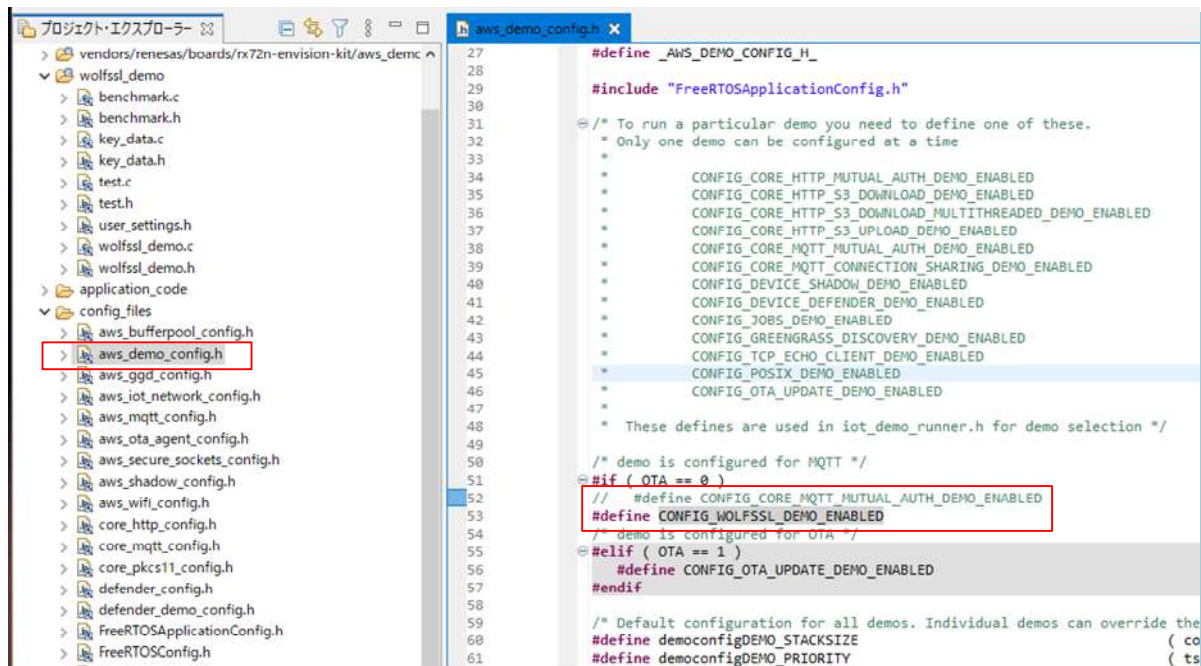 プロジェクト・エクスプローラー
vendors/renesas/boards/rx72n-envision-kit/aws_demc
wolfssl_demo
benchmark.c
benchmark.h
key_data.c
key_data.h
test.c
test.h
user_settings.h
wolfssl_demo.c
wolfssl_demo.h
application_code
config_files
aws_bufferpool_config.h
aws_demo_config.h
aws_ggd_config.h
aws_iot_network_config.h
aws_mqtt_config.h
aws_ota_agent_config.h
aws_secure_sockets_config.h
aws_shadow_config.h
aws_wifi_config.h
core_http_config.h
core_mqtt_config.h
core_pkcs11_config.h
defender_config.h
defender_demo_config.h
FreeRTOSApplicationConfig.h
FreeRTOSConfig.h
aws_demo_config.h
27 #define _AWS_DEMO_CONFIG_H_
28
29 #include "FreeRTOSApplicationConfig.h"
30
31 /* To run a particular demo you need to define one of these.
32 * Only one demo can be configured at a time
33 *
34 * CONFIG_CORE_HTTP_MUTUAL_AUTH_DEMO_ENABLED
35 * CONFIG_CORE_HTTP_S3_DOWNLOAD_DEMO_ENABLED
36 * CONFIG_CORE_HTTP_S3_DOWNLOAD_MULTITHREADED_DEMO_ENABLED
37 * CONFIG_CORE_HTTP_S3_UPLOAD_DEMO_ENABLED
38 * CONFIG_CORE_MQTT_MUTUAL_AUTH_DEMO_ENABLED
39 * CONFIG_CORE_MQTT_CONNECTION_SHARING_DEMO_ENABLED
40 * CONFIG_DEVICE_SHADOW_DEMO_ENABLED
41 * CONFIG_DEVICE_DEFENDER_DEMO_ENABLED
42 * CONFIG_JOBS_DEMO_ENABLED
43 * CONFIG_GREENGRASS_DISCOVERY_DEMO_ENABLED
44 * CONFIG_TCP_ECHO_CLIENT_DEMO_ENABLED
45 * CONFIG_POSIX_DEMO_ENABLED
46 * CONFIG_OTA_UPDATE_DEMO_ENABLED
47 *
48 * These defines are used in iot_demo_runner.h for demo selection */
49
50 /* demo is configured for MQTT */
51 #if ( OTA == 0 )
52 // #define CONFIG_CORE_MQTT_MUTUAL_AUTH_DEMO_ENABLED
53 #define CONFIG_WOLFSSL_DEMO_ENABLED
54 /* demo is configured for OTA */
55 #elif ( OTA == 1 )
56 #define CONFIG_OTA_UPDATE_DEMO_ENABLED
57 #endif
58
59 /* Default configuration for all demos. Individual demos can override the
60 #define democonfigDEMO_STACKSIZE ( co
61 #define democonfigDEMO_PRIORITY ( ts